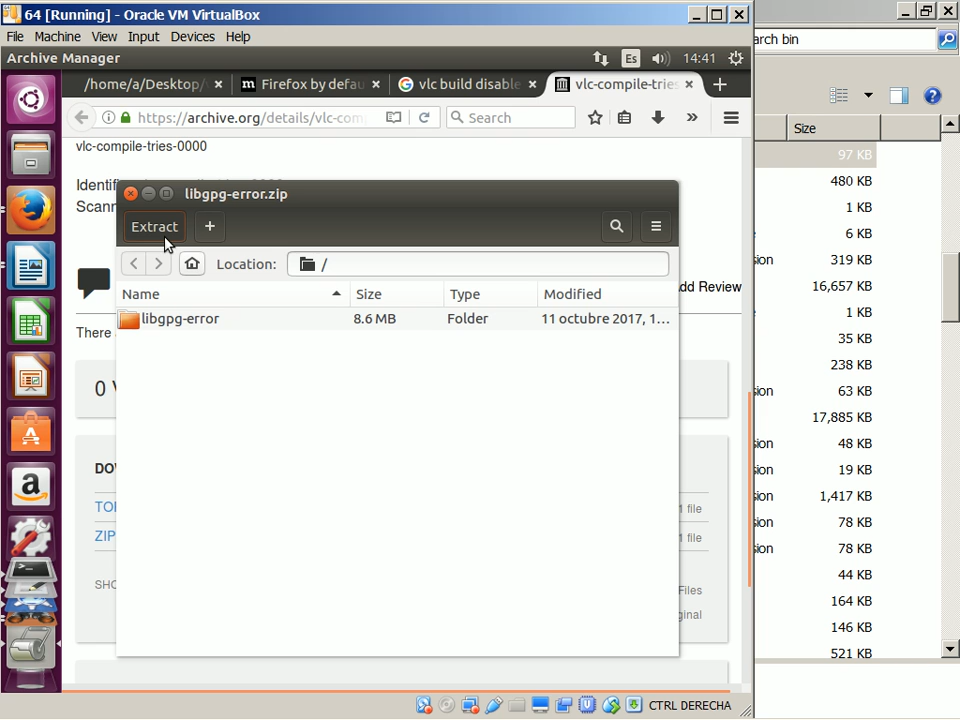 64 [Running] - Oracle VM VirtualBox
File Machine View Input Devices Help
arch bin
Archive Manager
Es
14:41
/home/a/Desktop/
Firefox by defau
vlc build disable
vlc-compile-tries-
https://archive.org/details/vlc-com
Search
Size
vlc-compile-tries-0000
97 KB
480 KB
1 KB
6 KB
319 KB
16,657 KB
1 KB
35 KB
238 KB
63 KB
17,885 KB
48 KB
19 KB
1,417 KB
78 KB
78 KB
44 KB
164 KB
146 KB
521 KB
Identif
Scann
libgpg-error.zip
Extract
+
Location: /
Name Size Type Modified
libgpg-error 8.6 MB Folder 11 octubre 2017, 1...
dd Review
There
0 V
DO
TO
1 file
ZIP
1 file
SHO
Files
ginal
CTRL DERECHA